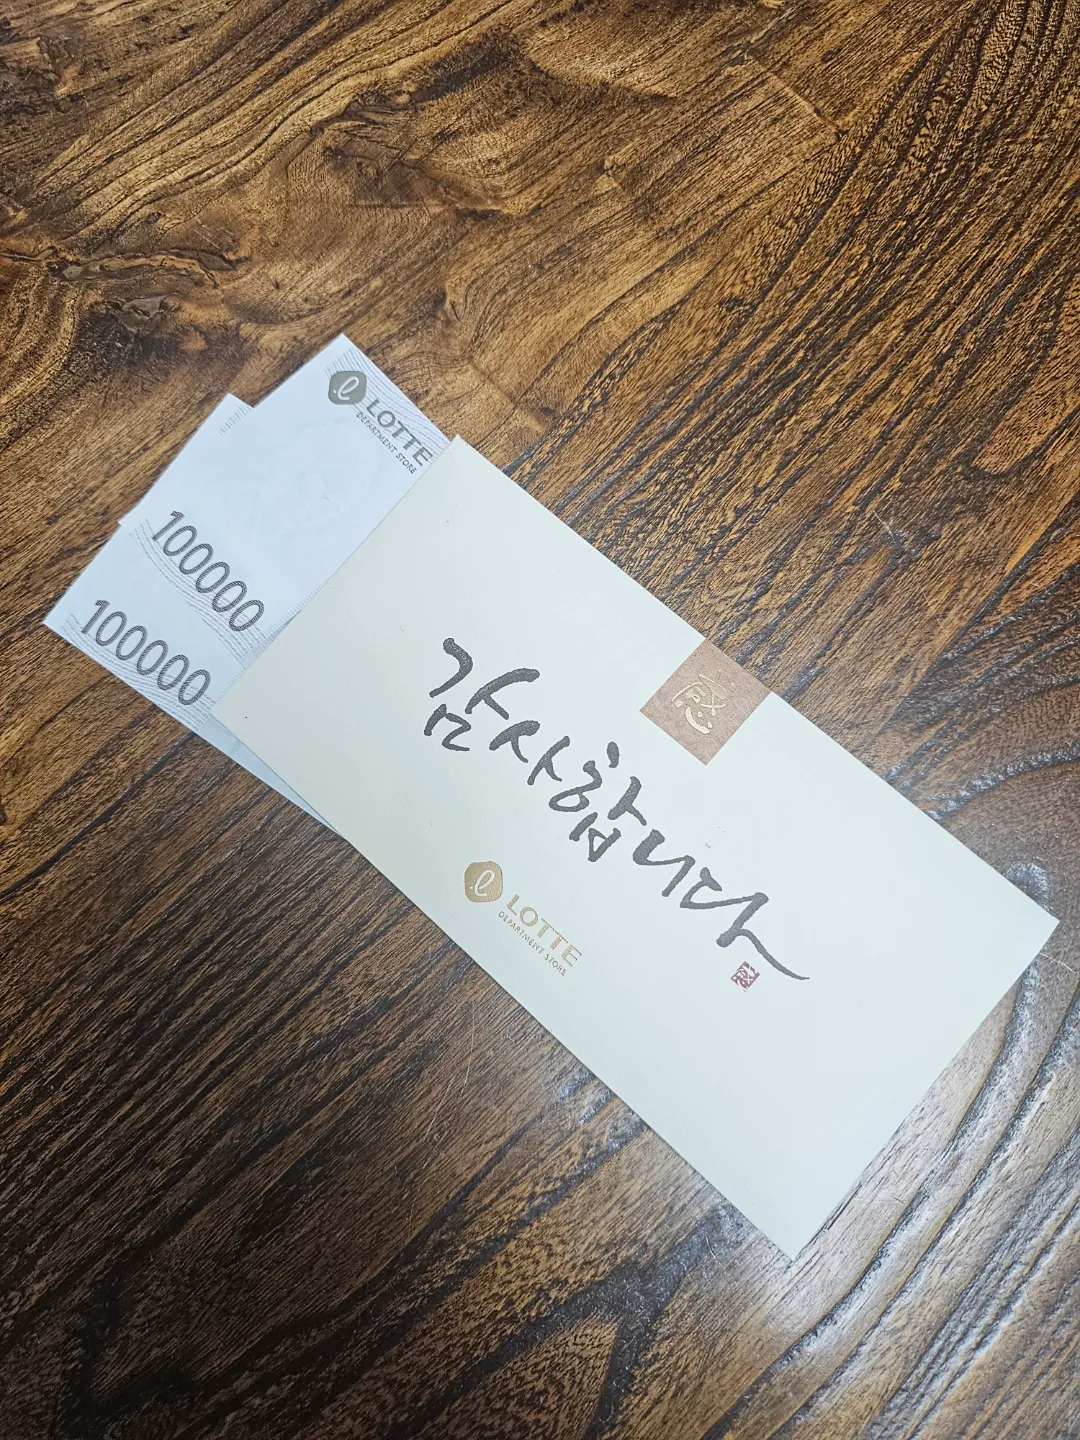 LOTTE
DEPARTMENT STORE
100000
100000
感
감사합니다
LOTTE
DEPARTMENT STORE